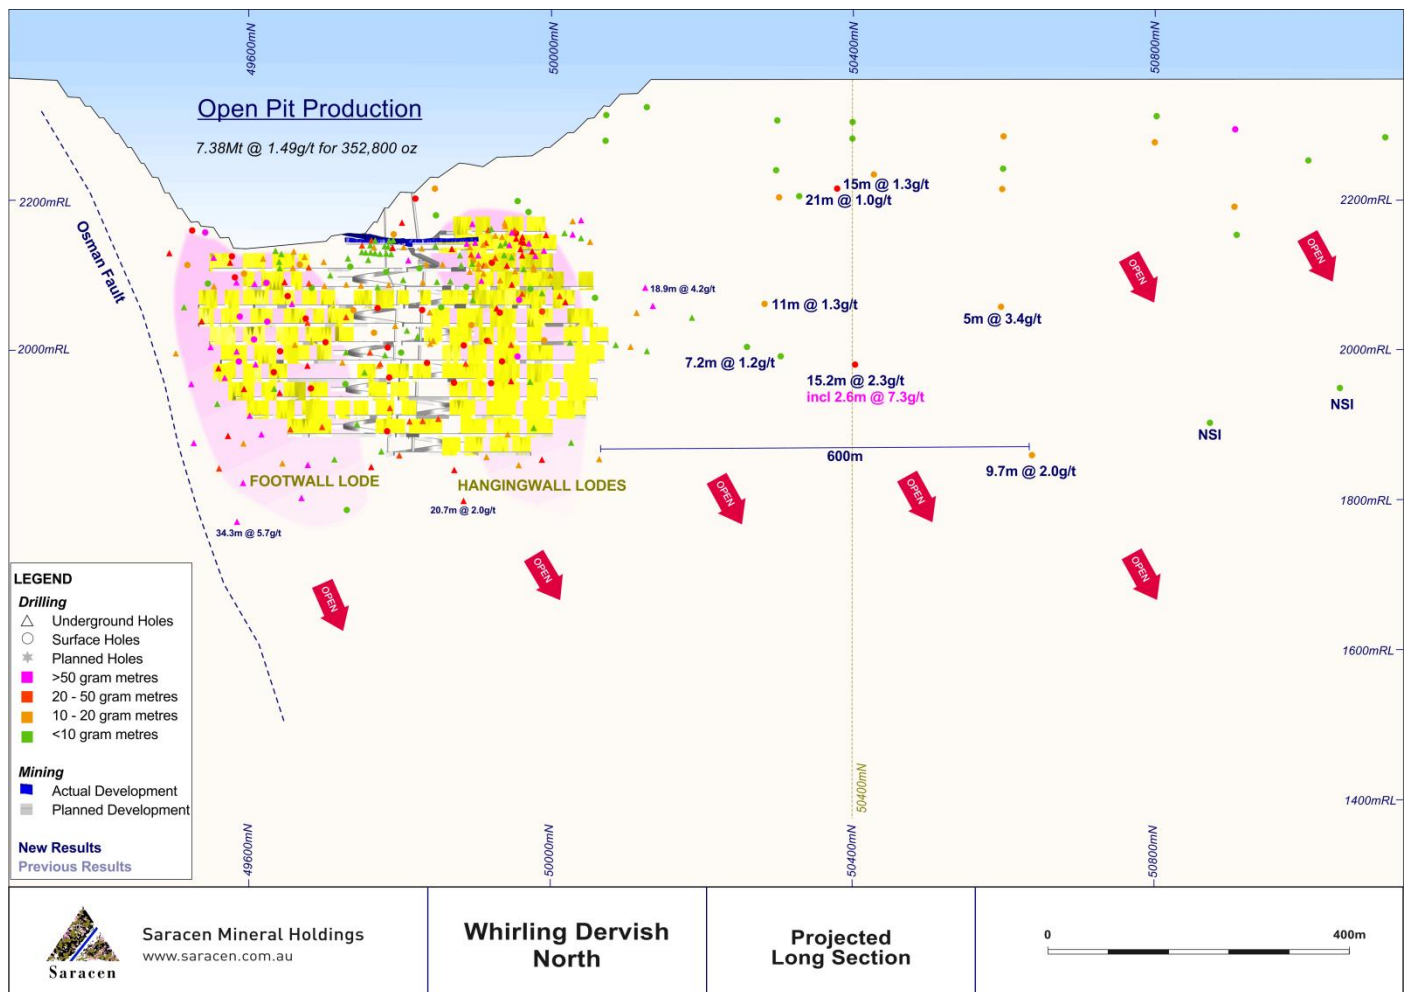 49600mN
50000mN
50400mN
50800mN
Open Pit Production
7.38Mt @ 1.49g/t for 352,800 oz
15m @ 1.3g/t
21m @ 1.0g/t
2200mRL
2200mRL
Osman Fault
OPEN
OPEN
18.9m @ 4.2g/t
11m @ 1.3g/t
5m @ 3.4g/t
2000mRL
2000mRL
7.2m @ 1.2g/t
15.2m @ 2.3g/t
incl 2.6m @ 7.3g/t
NSI
NSI
600m
9.7m @ 2.0g/t
FOOTWALL LODE
HANGINGWALL LODES
OPEN
OPEN
1800mRL
20.7m @ 2.0g/t
34.3m @ 5.7g/t
OPEN
OPEN
OPEN
1600mRL
LEGEND
Drilling
Underground Holes
Surface Holes
Planned Holes
>50 gram metres
20 - 50 gram metres
10 - 20 gram metres
<10 gram metres
Mining
Actual Development
Planned Development
New Results
Previous Results
50400mN
1400mRL
49600mN
50000mN
50400mN
50800mN
Saracen
Saracen Mineral Holdings
www.saracen.com.au
Whirling Dervish
North
Projected
Long Section
0
400m